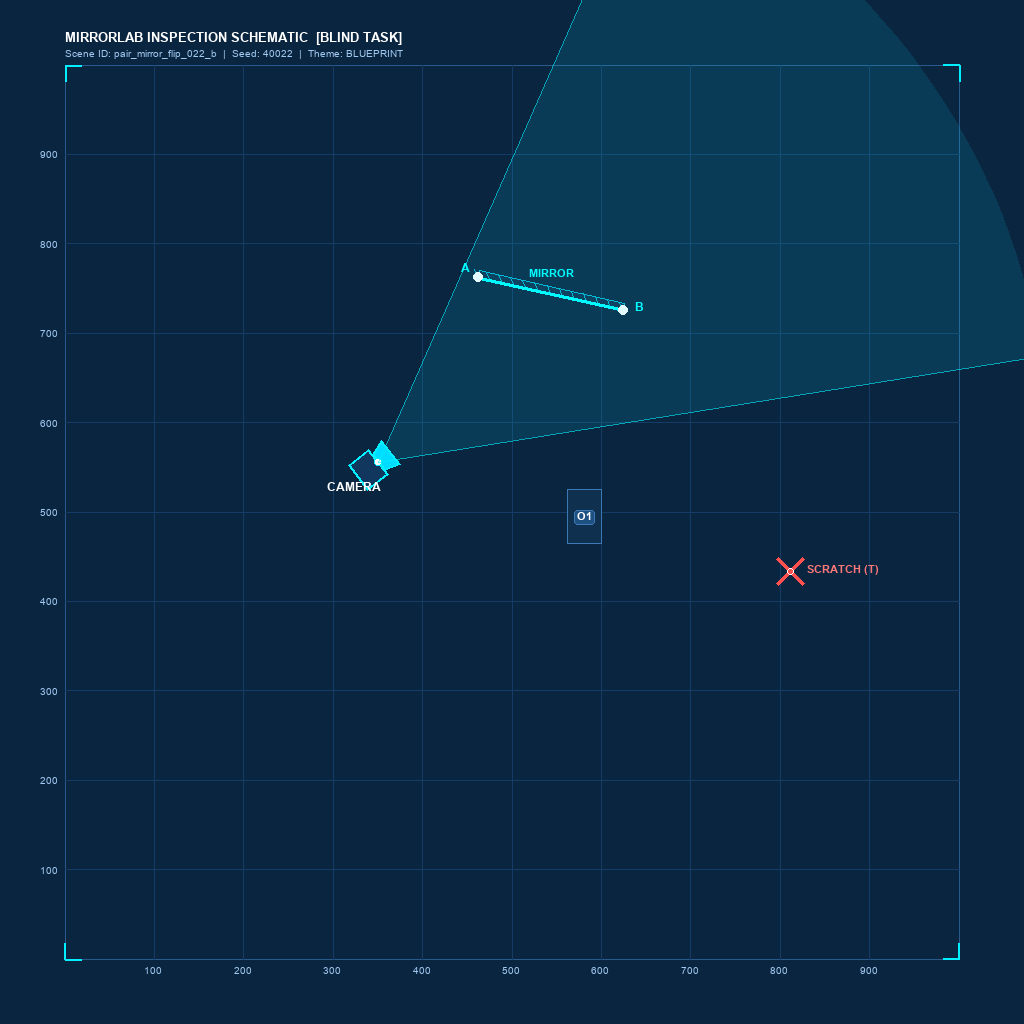 MIRRORLAB INSPECTION SCHEMATIC [BLIND TASK]
Scene ID: pair_mirror_flip_022_b | Seed: 40022 | Theme: BLUEPRINT
900
800
A
MIRROR
B
700
600
CAMERA
500
O1
SCRATCH (T)
400
300
200
100
100 200 300 400 500 600 700 800 900